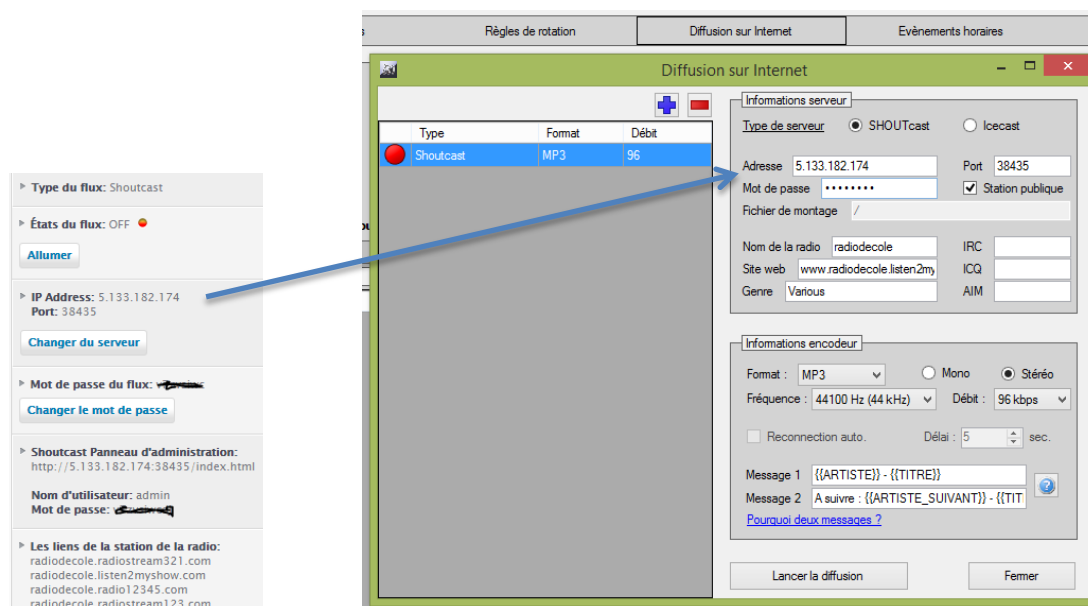 Règles de rotation
Diffusion sur Internet
Evènements horaires
Diffusion sur Internet
Type Format Débit
Shoutcast MP3 96
Informations serveur
Type de serveur SHOUTcast Icecast
Adresse 5.133.182.174 Port 38435
Mot de passe •••••••• Station publique
Fichier de montage /
Nom de la radio radiodecole IRC
Site web www.radiodecole.listen2my ICQ
Genre Various AIM
Informations encodeur
Format : MP3 Mono Stéréo
Fréquence : 44100 Hz (44 kHz) Débit : 96 kbps
Reconnection auto. Délai : 5 sec.
Message 1 {{ARTISTE}} - {{TITRE}}
Message 2 A suivre : {{ARTISTE_SUIVANT}} - {{TIT
Pourquoi deux messages ?
Lancer la diffusion Fermer
Type du flux: Shoutcast
États du flux: OFF
Allumer
IP Address: 5.133.182.174
Port: 38435
Changer du serveur
Mot de passe du flux:
Changer le mot de passe
Shoutcast Panneau d'administration:
http://5.133.182.174:38435/index.html
Nom d'utilisateur: admin
Mot de passe:
Les liens de la station de la radio:
radiodecole.radiostream321.com
radiodecole.listen2myshow.com
radiodecole.radio12345.com
radiodecole.radiostream123.com